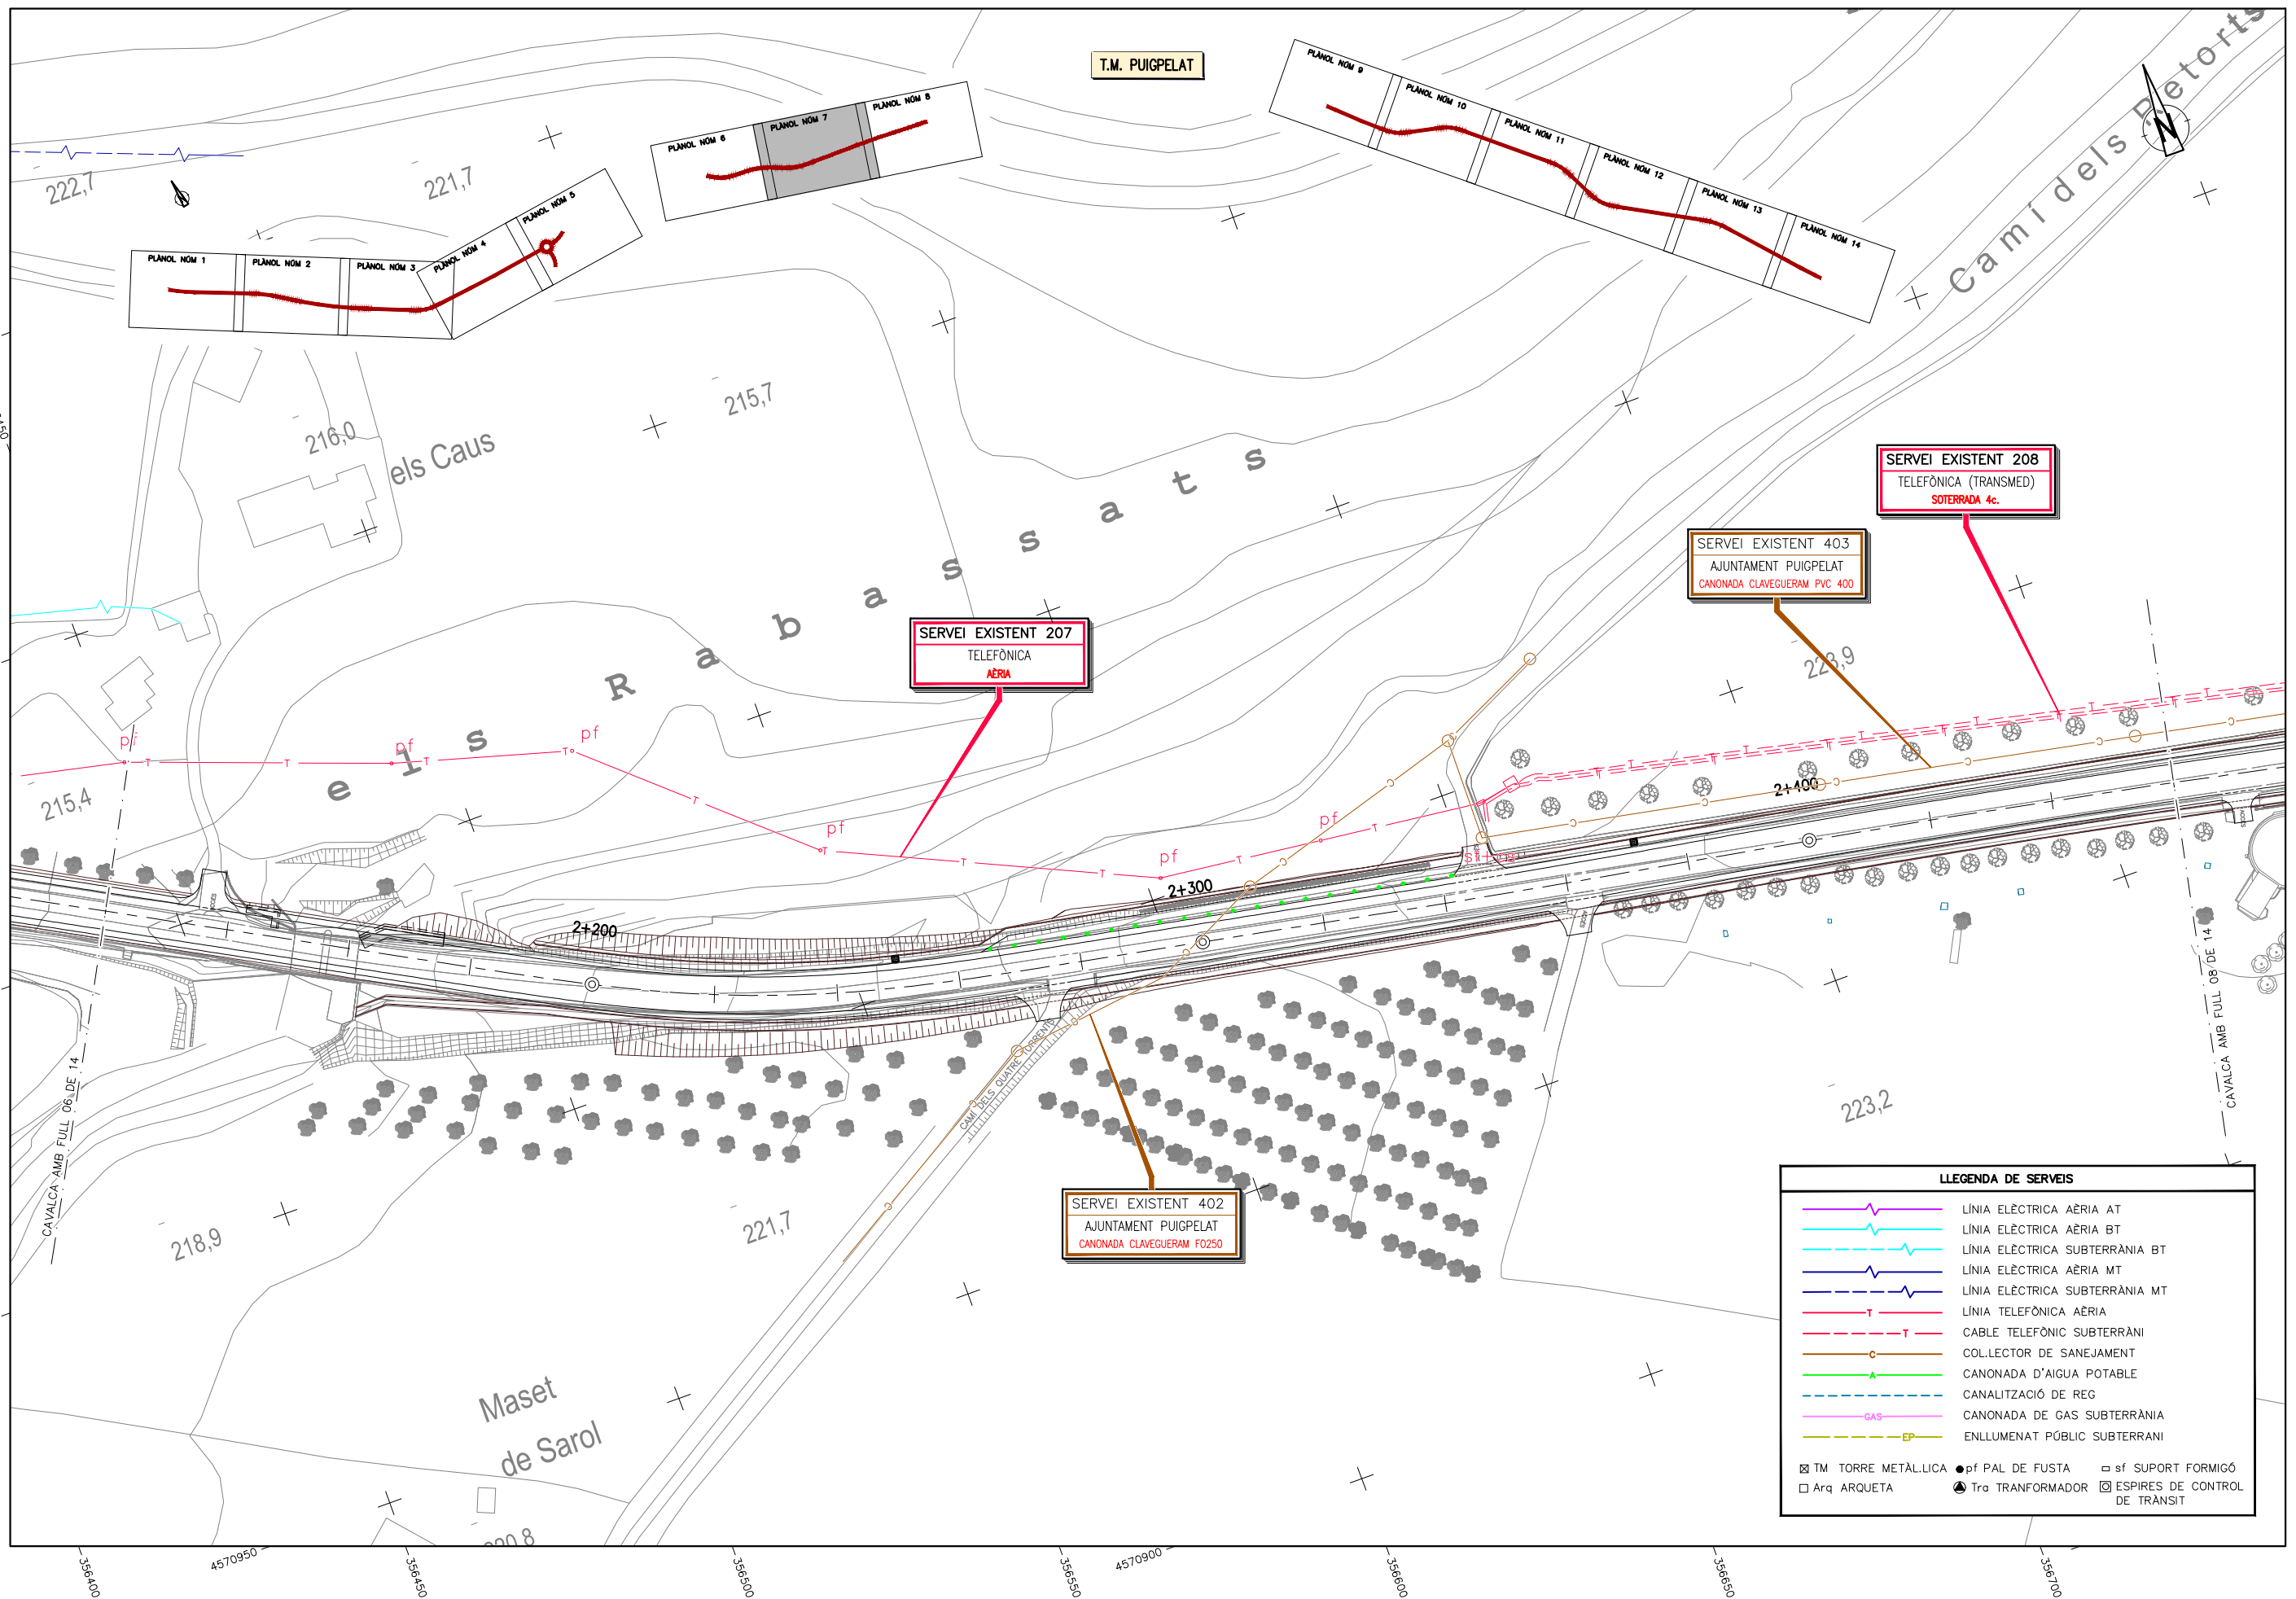 T.M. PUIGPELAT
PLÀNOL NÚM 1
PLÀNOL NÚM 2
PLÀNOL NÚM 3
PLÀNOL NÚM 4
PLÀNOL NÚM 5
PLÀNOL NÚM 6
PLÀNOL NÚM 7
PLÀNOL NÚM 8
PLÀNOL NÚM 9
PLÀNOL NÚM 10
PLÀNOL NÚM 11
PLÀNOL NÚM 12
PLÀNOL NÚM 13
PLÀNOL NÚM 14
N
Camí dels Retorts
222,7
221,7
216,0
215,7
els Caus
els Rabassats
SERVEI EXISTENT 208
TELEFÒNICA (TRANSMED)
SOTERRADA 4c.
SERVEI EXISTENT 403
AJUNTAMENT PUIGPELAT
CANONADA CLAVEGUERAM PVC 400
SERVEI EXISTENT 207
TELEFÒNICA
AÈRIA
223,9
215,4
pf
pf
pf
pf
pf
pf
2+200
2+300
2+400
CAMÍ DELS QUATRE TORRENTS
CAVALCA AMB FULL 06 DE 14
CAVALCA AMB FULL 08 DE 14
SERVEI EXISTENT 402
AJUNTAMENT PUIGPELAT
CANONADA CLAVEGUERAM FO250
218,9
221,7
223,2
Maset
de Sarol
220,8
LLEGENDA DE SERVEIS
LÍNIA ELÈCTRICA AÈRIA AT
LÍNIA ELÈCTRICA AÈRIA BT
LÍNIA ELÈCTRICA SUBTERRÀNIA BT
LÍNIA ELÈCTRICA AÈRIA MT
LÍNIA ELÈCTRICA SUBTERRÀNIA MT
T LÍNIA TELEFÒNICA AÈRIA
T CABLE TELEFÒNIC SUBTERRÀNI
C COL.LECTOR DE SANEJAMENT
A CANONADA D'AIGUA POTABLE
CANALITZACIÓ DE REG
GAS CANONADA DE GAS SUBTERRÀNIA
EP ENLLUMENAT PÚBLIC SUBTERRANI
TM TORRE METÀL.LICA pf PAL DE FUSTA sf SUPORT FORMIGÓ
Arq ARQUETA Tra TRANFORMADOR ESPIRES DE CONTROL
DE TRÀNSIT
356400
4570950
356450
356500
356550
4570900
356600
356650
356700